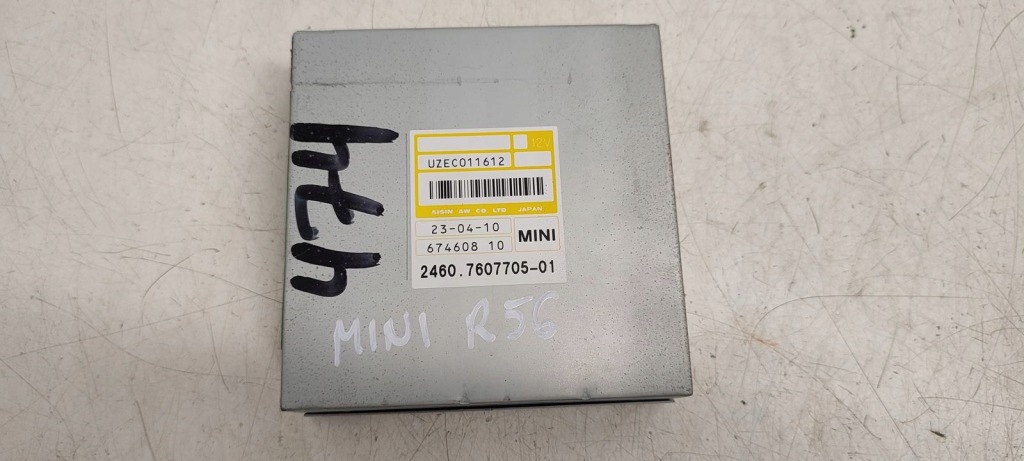 12V
UZEC011612
AISIN AW CO. LTD JAPAN
23-04-10
674608 10
MINI
2460.7607705-01
MINI R56